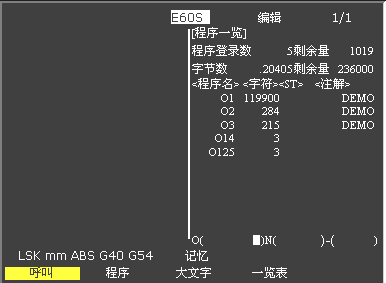 E60S 编辑 1/1
[程序一览]
程序登录数 5剩余量 1019
字节数 .20405剩余量 236000
<程序名> <字符><ST> <注解>
O1 119900 DEMO
O2 284 DEMO
O3 215 DEMO
O14 3
O125 3
O( )N( )-( )
LSK mm ABS G40 G54 记忆
呼叫 程序 大文字 一览表